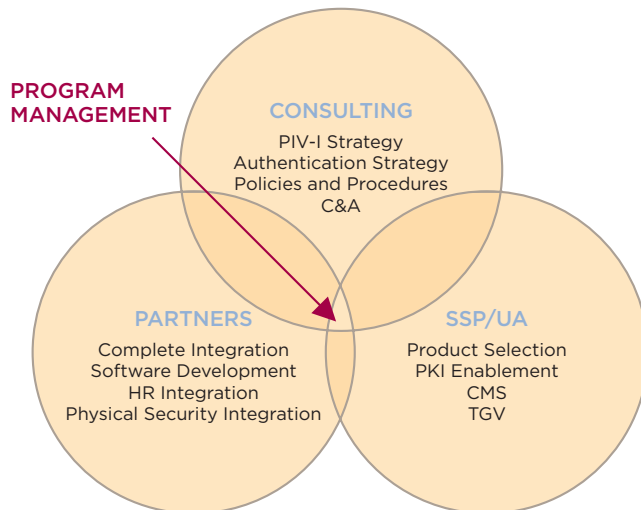 PROGRAM
MANAGEMENT
CONSULTING
PIV-I Strategy
Authentication Strategy
Policies and Procedures
C&A
PARTNERS
Complete Integration
Software Development
HR Integration
Physical Security Integration
SSP/UA
Product Selection
PKI Enablement
CMS
TGV